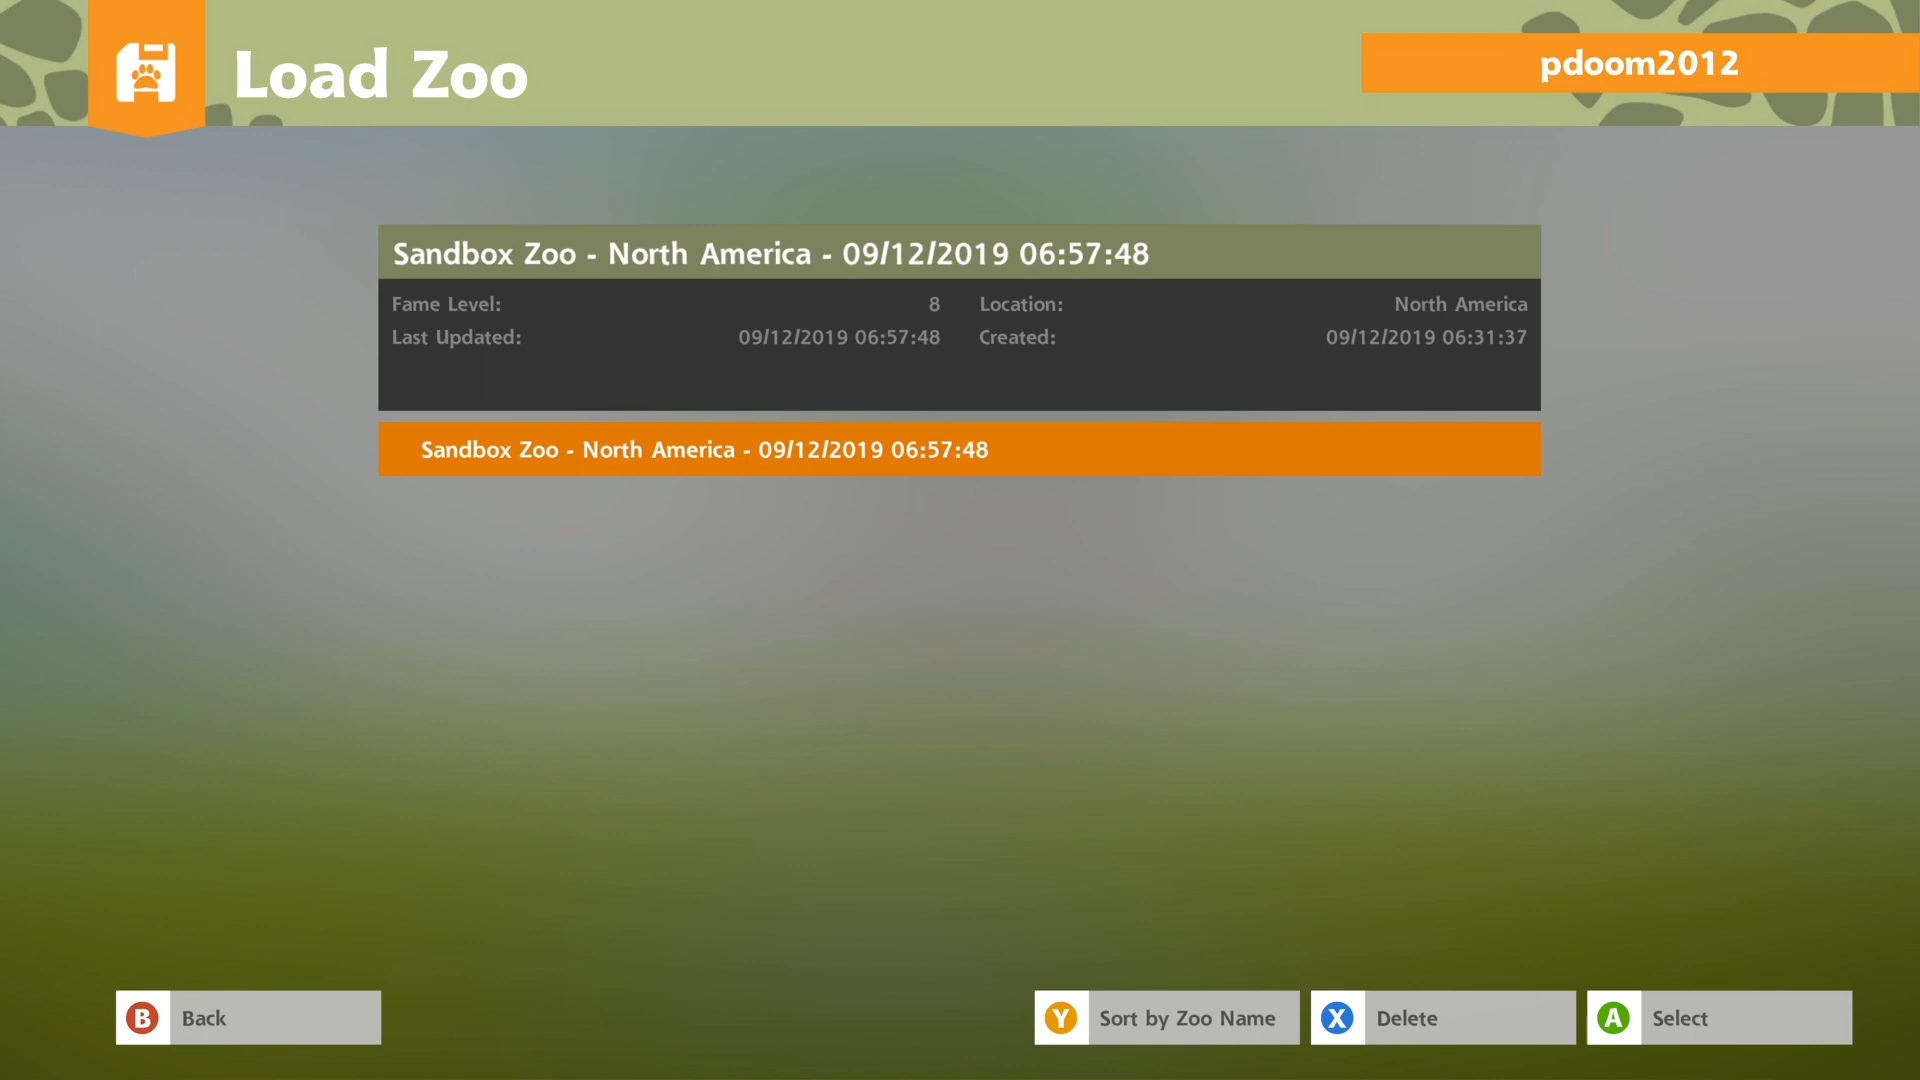 Load Zoo
pdoom2012
Sandbox Zoo - North America - 09/12/2019 06:57:48
Fame Level: 8 Location: North America
Last Updated: 09/12/2019 06:57:48 Created: 09/12/2019 06:31:37
Sandbox Zoo - North America - 09/12/2019 06:57:48
B Back Y Sort by Zoo Name X Delete A Select